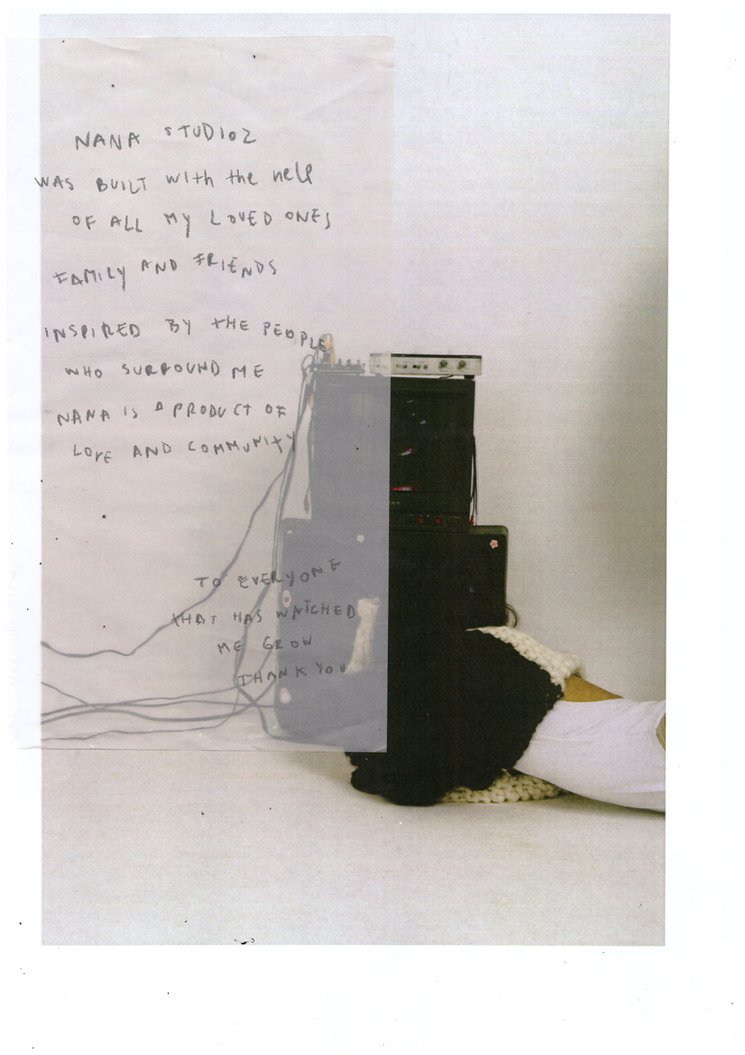 NANA STUDIOZ
WAS BUILT WITH THE HELP
OF ALL MY LOVED ONES
FAMILY AND FRIENDS
INSPIRED BY THE PEOPLE
WHO SURROUND ME
NANA IS A PRODUCT OF
LOVE AND COMMUNITY
TO EVERYONE
THAT HAS WATCHED
ME GROW
THANK YOU